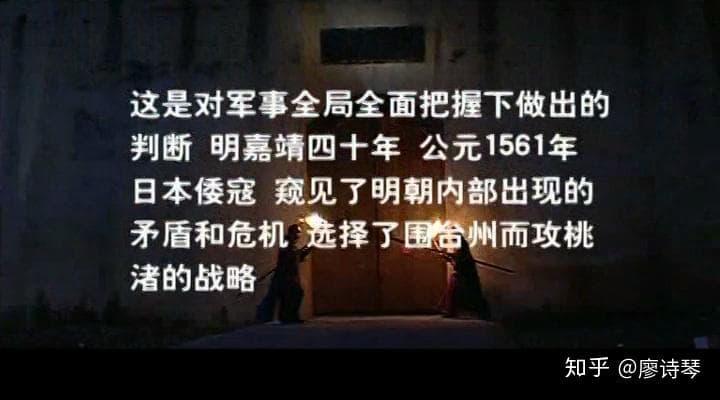 这是对军事全局全面把握下做出的
判断 明嘉靖四十年 公元1561年
日本倭寇 窥见了明朝内部出现的
矛盾和危机 选择了围台州而攻桃
渚的战略
知乎 @廖诗琴